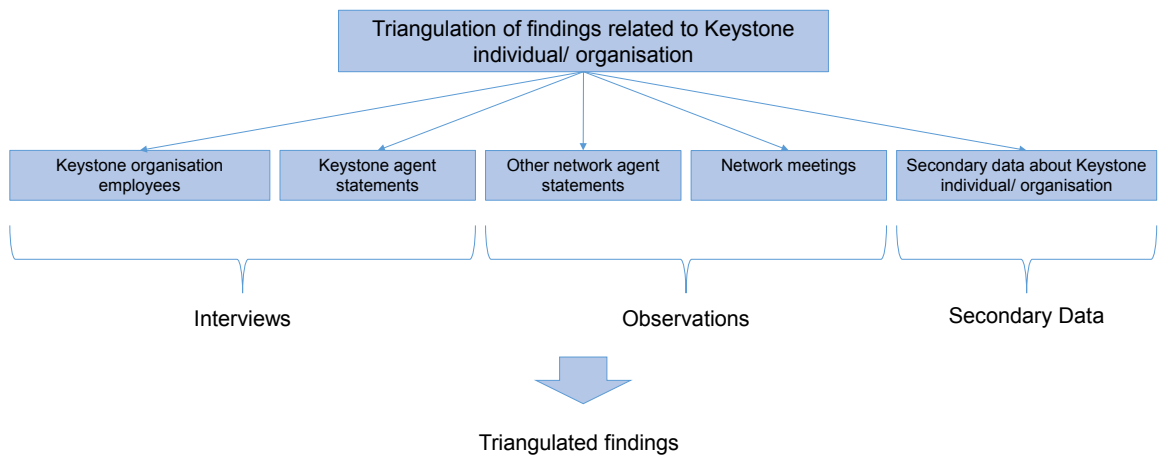 Triangulation of findings related to Keystone
individual/ organisation
Keystone organisation
employees
Keystone agent
statements
Other network agent
statements
Network meetings
Secondary data about Keystone
individual/ organisation
Interviews
Observations
Secondary Data
Triangulated findings